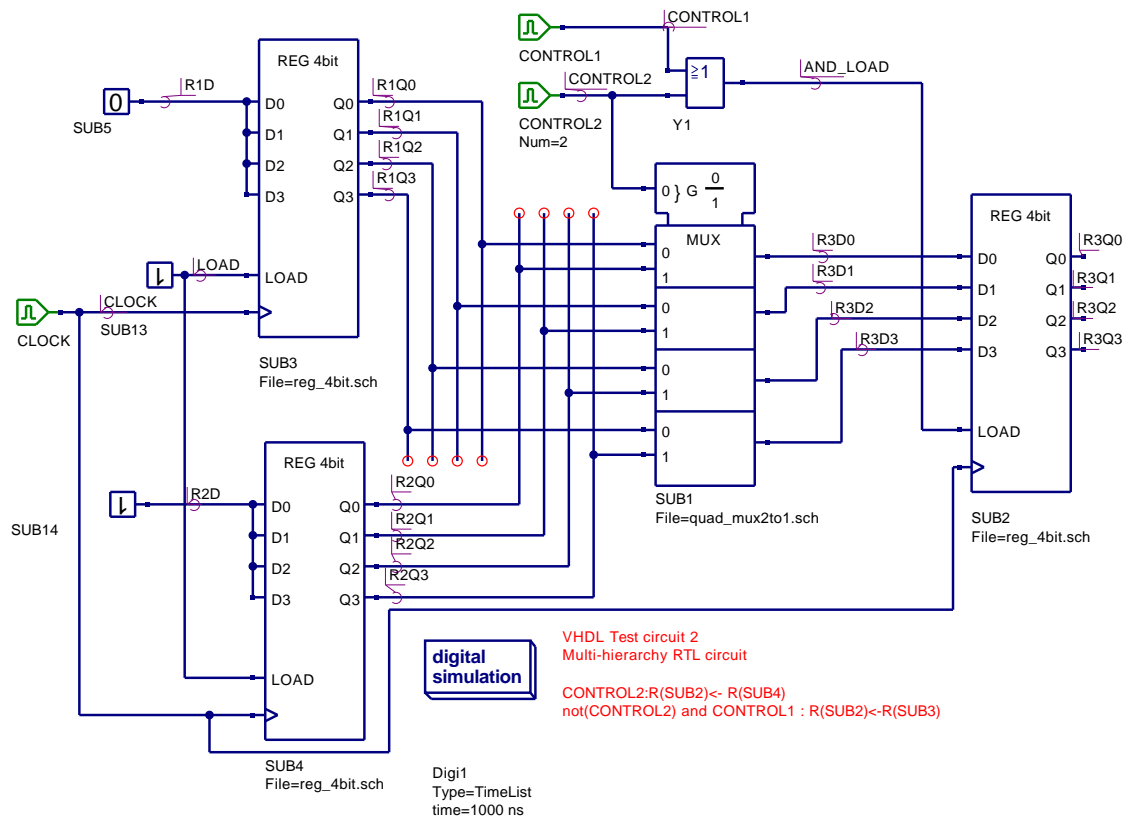 CONTROL1
CONTROL1
≧1
Y1
AND_LOAD
CONTROL2
CONTROL2
Num=2
REG 4bit
D0
D1
D2
D3
Q0
Q1
Q2
Q3
LOAD
0
SUB5
R1D
R1Q0
R1Q1
R1Q2
R1Q3
1
LOAD
CLOCK
CLOCK
SUB13
SUB3
File=reg_4bit.sch
0 } G 0
1
MUX
0
1
0
1
0
1
0
1
SUB1
File=quad_mux2to1.sch
R3D0
R3D1
R3D2
R3D3
REG 4bit
D0
D1
D2
D3
Q0
Q1
Q2
Q3
LOAD
R3Q0
R3Q1
R3Q2
R3Q3
SUB2
File=reg_4bit.sch
1
SUB14
R2D
REG 4bit
D0
D1
D2
D3
Q0
Q1
Q2
Q3
LOAD
R2Q0
R2Q1
R2Q2
R2Q3
SUB4
File=reg_4bit.sch
digital
simulation
Digi1
Type=TimeList
time=1000 ns
VHDL Test circuit 2
Multi-hierarchy RTL circuit
CONTROL2:R(SUB2)<- R(SUB4)
not(CONTROL2) and CONTROL1 : R(SUB2)<-R(SUB3)